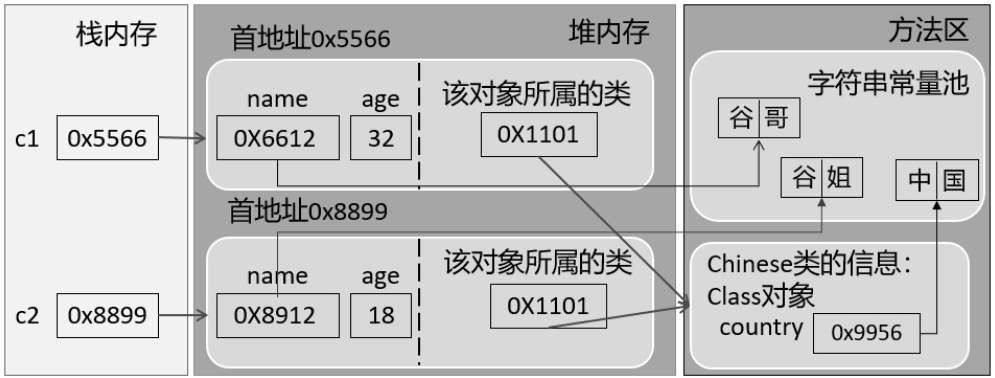 栈内存
堆内存
方法区
首地址0x5566
name age
该对象所属的类
c1 0x5566
0X6612 32
0X1101
字符串常量池
谷哥
谷姐
中国
首地址0x8899
name age
该对象所属的类
c2 0x8899
0X8912 18
0X1101
Chinese类的信息：
Class对象
country 0x9956